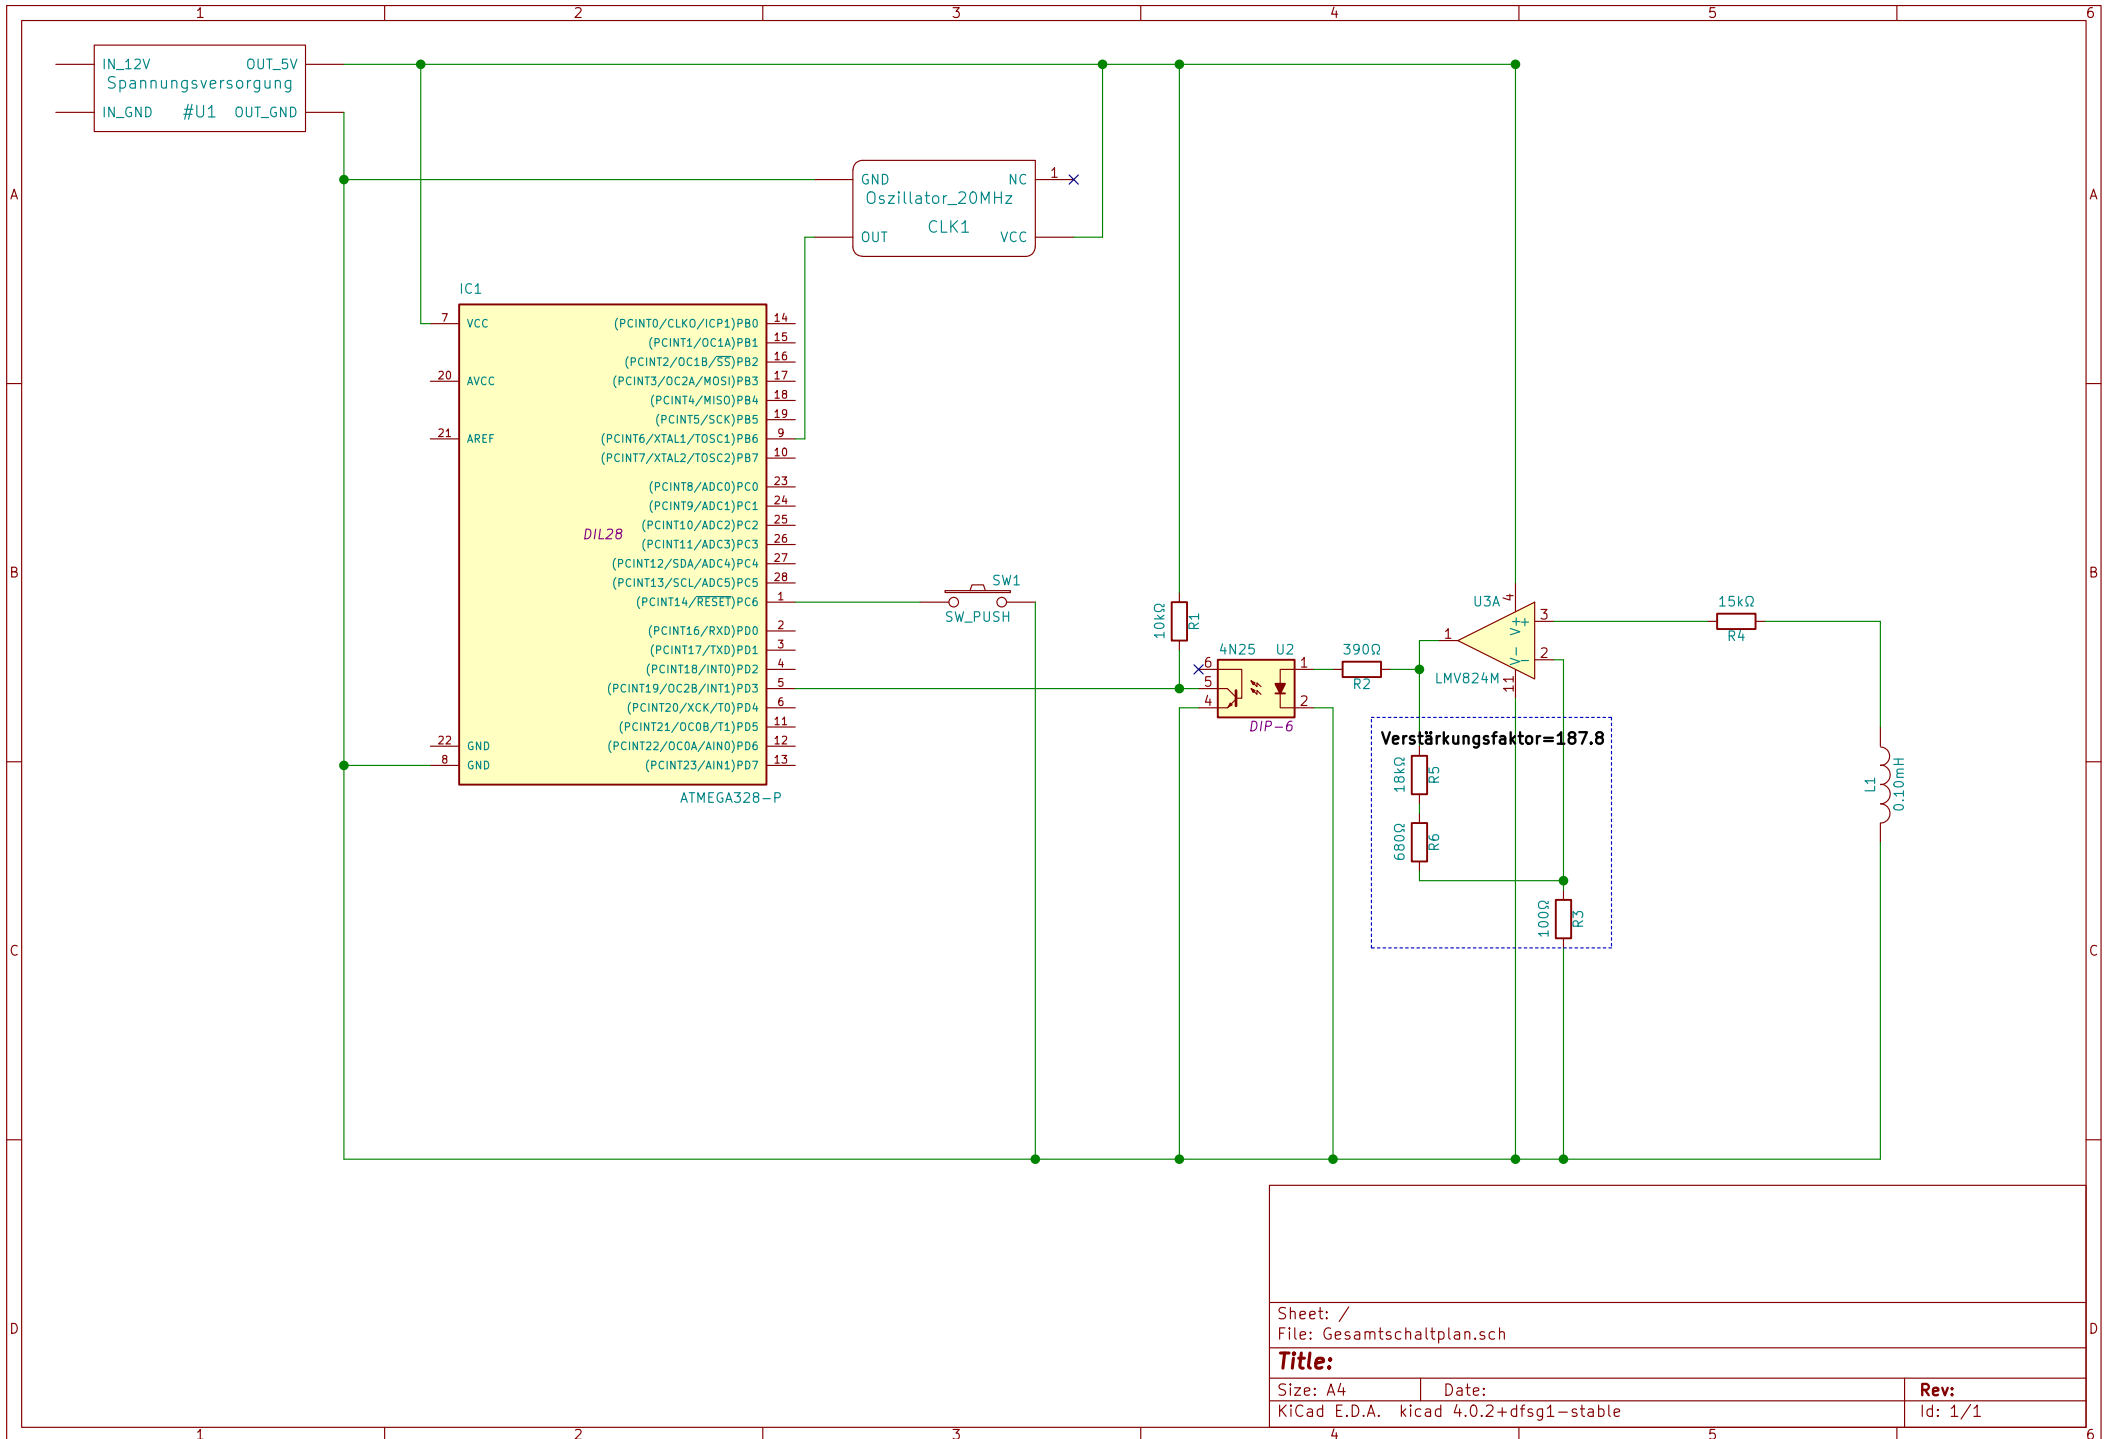 1 2 3 4 5 6
IN_12V OUT_5V
Spannungsversorgung
IN_GND #U1 OUT_GND
A A
GND NC 1
Oszillator_20MHz
CLK1
OUT VCC
IC1
7 VCC (PCINT0/CLKO/ICP1)PB0 14
(PCINT1/OC1A)PB1 15
(PCINT2/OC1B/SS)PB2 16
20 AVCC (PCINT3/OC2A/MOSI)PB3 17
(PCINT4/MISO)PB4 18
(PCINT5/SCK)PB5 19
21 AREF (PCINT6/XTAL1/TOSC1)PB6 9
(PCINT7/XTAL2/TOSC2)PB7 10
(PCINT8/ADC0)PC0 23
(PCINT9/ADC1)PC1 24
(PCINT10/ADC2)PC2 25
DIL28
(PCINT11/ADC3)PC3 26
(PCINT12/SDA/ADC4)PC4 27
(PCINT13/SCL/ADC5)PC5 28
(PCINT14/RESET)PC6 1
(PCINT16/RXD)PD0 2
(PCINT17/TXD)PD1 3
(PCINT18/INT0)PD2 4
(PCINT19/OC2B/INT1)PD3 5
(PCINT20/XCK/T0)PD4 6
(PCINT21/OC0B/T1)PD5 11
22 GND (PCINT22/OC0A/AIN0)PD6 12
8 GND (PCINT23/AIN1)PD7 13
ATMEGA328-P
B B
SW1
SW_PUSH
10kΩ R1
4N25 U2
6 1
5
4 2
DIP-6
390Ω
R2
U3A 4
V+ + 3
1
V- - 2
LMV824M 11
15kΩ
R4
Verstärkungsfaktor=187.8
18kΩ R5
680Ω R6
100Ω R3
L1 0.10mH
C C
D D
Sheet: /
File: Gesamtschaltplan.sch
Title:
Size: A4 Date: Rev:
KiCad E.D.A. kicad 4.0.2+dfsg1-stable Id: 1/1
1 2 3 4 5 6